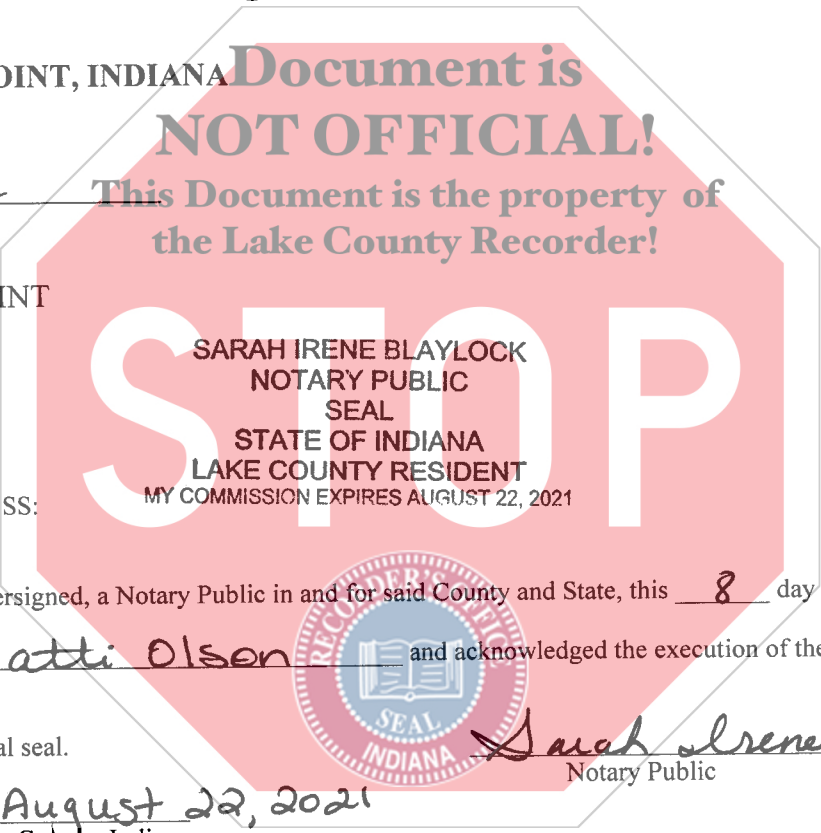 OINT, INDIANA
Document is
NOT OFFICIAL!
This Document is the property of
the Lake County Recorder!
INT
STOP
SARAH IRENE BLAYLOCK
NOTARY PUBLIC
SEAL
STATE OF INDIANA
LAKE COUNTY RESIDENT
MY COMMISSION EXPIRES AUGUST 22, 2021
SS:
ersigned, a Notary Public in and for said County and State, this 8 day
atti Olson and acknowledged the execution of the
RECORDER OFFICE
SEAL
INDIANA
al seal.
Sarah Irene
Notary Public
August 22, 2021